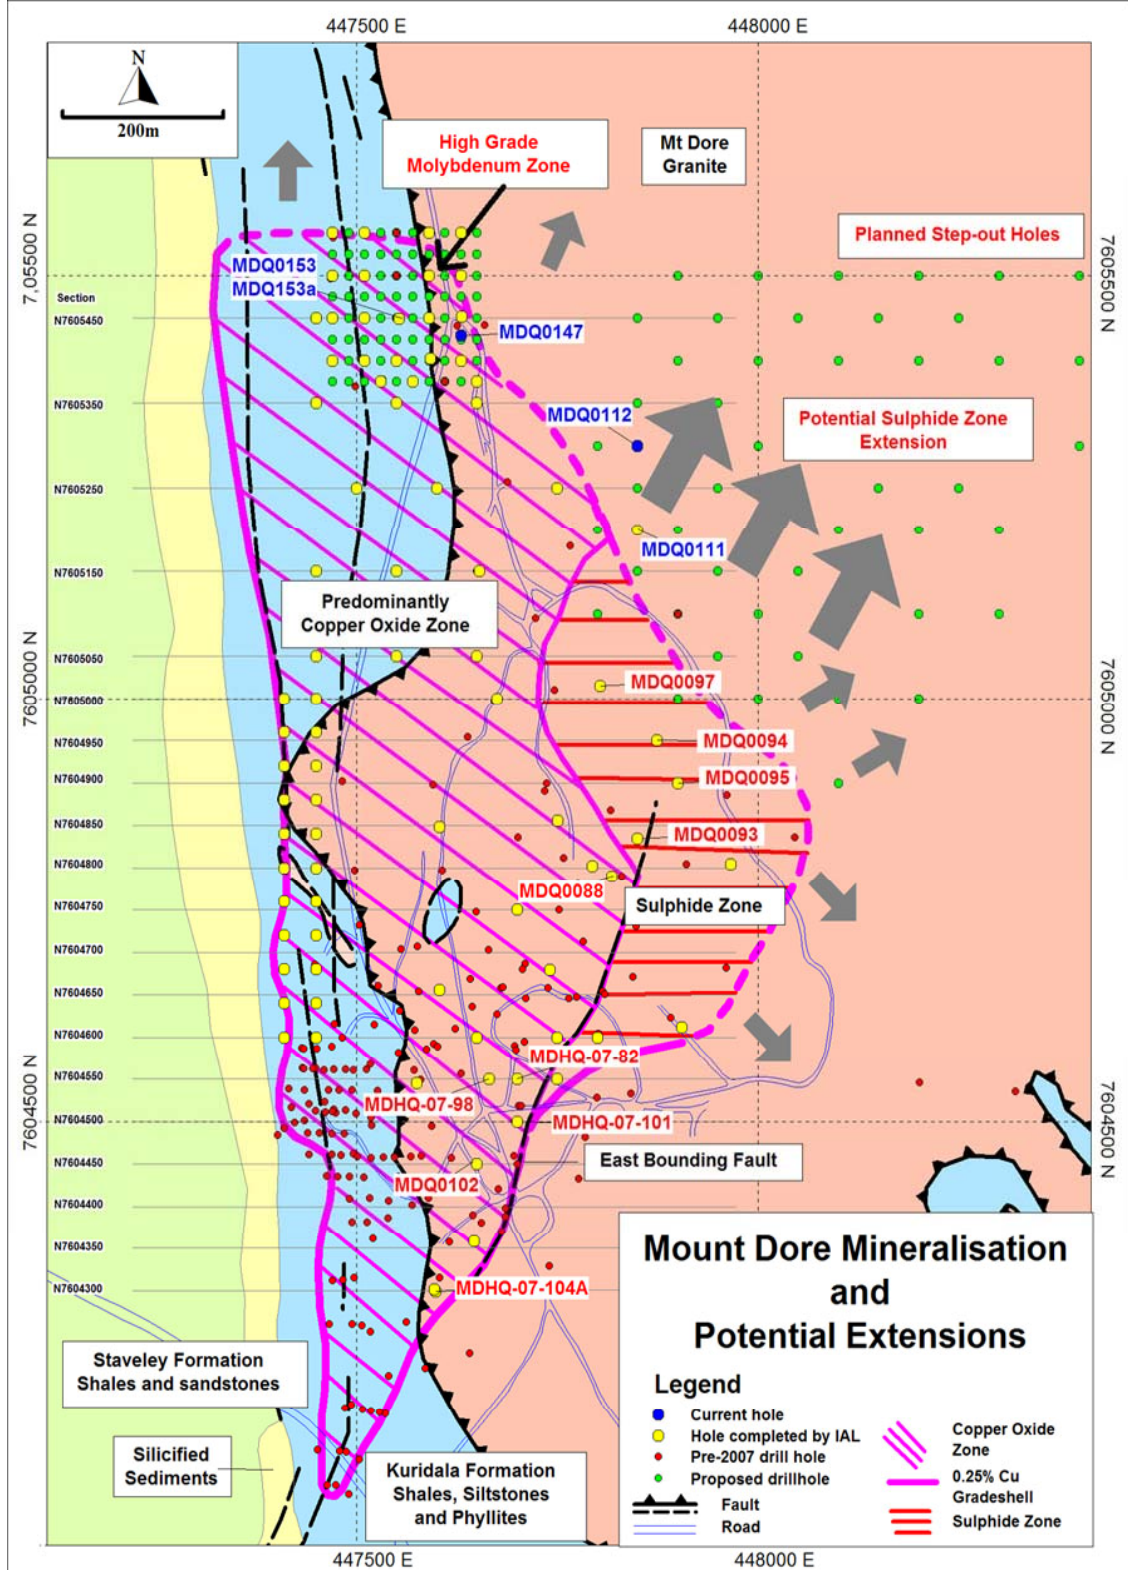 447500 E
448000 E
N
200m
High Grade
Molybdenum Zone
Mt Dore
Granite
Planned Step-out Holes
7,05500 N
7605500 N
MDQ0153
MDQ153a
Section
N7605450
MDQ0147
N7605350
MDQ0112
Potential Sulphide Zone
Extension
N7605250
MDQ0111
N7605150
Predominantly
Copper Oxide Zone
7605000 N
7605000 N
N7605050
MDQ0097
N7605000
MDQ0094
N7604950
MDQ0095
N7604900
MDQ0093
N7604850
N7604800
MDQ0088
Sulphide Zone
N7604750
N7604700
N7604650
N7604600
MDHQ-07-82
N7604550
MDHQ-07-98
7604500 N
7604500 N
N7604500
MDHQ-07-101
East Bounding Fault
N7604450
MDQ0102
N7604400
N7604350
N7604300
MDHQ-07-104A
Mount Dore Mineralisation
and
Potential Extensions
Staveley Formation
Shales and sandstones
Silicified
Sediments
Kuridala Formation
Shales, Siltstones
and Phyllites
Legend
Current hole
Hole completed by IAL
Pre-2007 drill hole
Proposed drillhole
Fault
Road
Copper Oxide
Zone
0.25% Cu
Gradeshell
Sulphide Zone
447500 E
448000 E